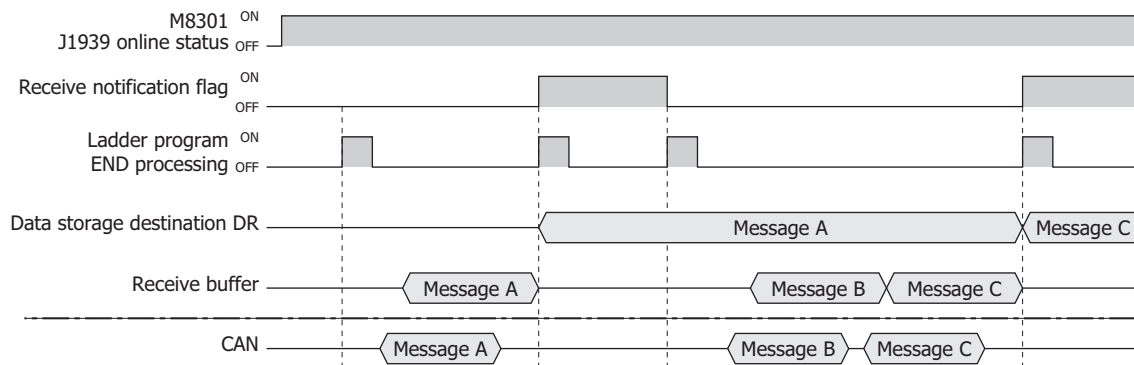 M8301 ON
J1939 online status OFF
Receive notification flag ON
OFF
Ladder program ON
END processing OFF
Data storage destination DR Message A Message C
Receive buffer Message A Message B Message C
CAN Message A Message B Message C